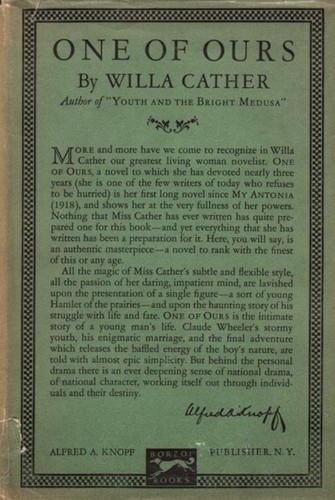 ONE OF OURS
By WILLA CATHER
Author of "YOUTH AND THE BRIGHT MEDUSA"
MORE and more have we come to recognize in Willa
Cather our greatest living woman novelist. ONE
OF OURS, a novel to which she has devoted nearly three
years (she is one of the few writers of today who refuses
to be hurried) is her first long novel since MY ANTONIA
(1918), and shows her at the very fullness of her powers.
Nothing that Miss Cather has ever written has quite pre-
pared one for this book—and yet everything that she has
written has been a preparation for it. Here, you will say, is
an authentic masterpiece—a novel to rank with the finest
of this or any age.
All the magic of Miss Cather's subtle and flexible style,
all the passion of her daring, impatient mind, are lavished
upon the presentation of a single figure—a sort of young
Hamlet of the prairies—and upon the haunting story of his
struggle with life and fate. ONE OF OURS is the intimate
story of a young man's life. Claude Wheeler's stormy
youth, his enigmatic marriage, and the final adventure
which releases the baffled energy of the boy's nature, are
told with almost epic simplicity. But behind the personal
drama there is an ever deepening sense of national drama,
of national character, working itself out through individ-
uals and their destiny.
Alfred A. Knopf
ALFRED A. KNOPF BORZOI BOOKS PUBLISHER, N. Y.